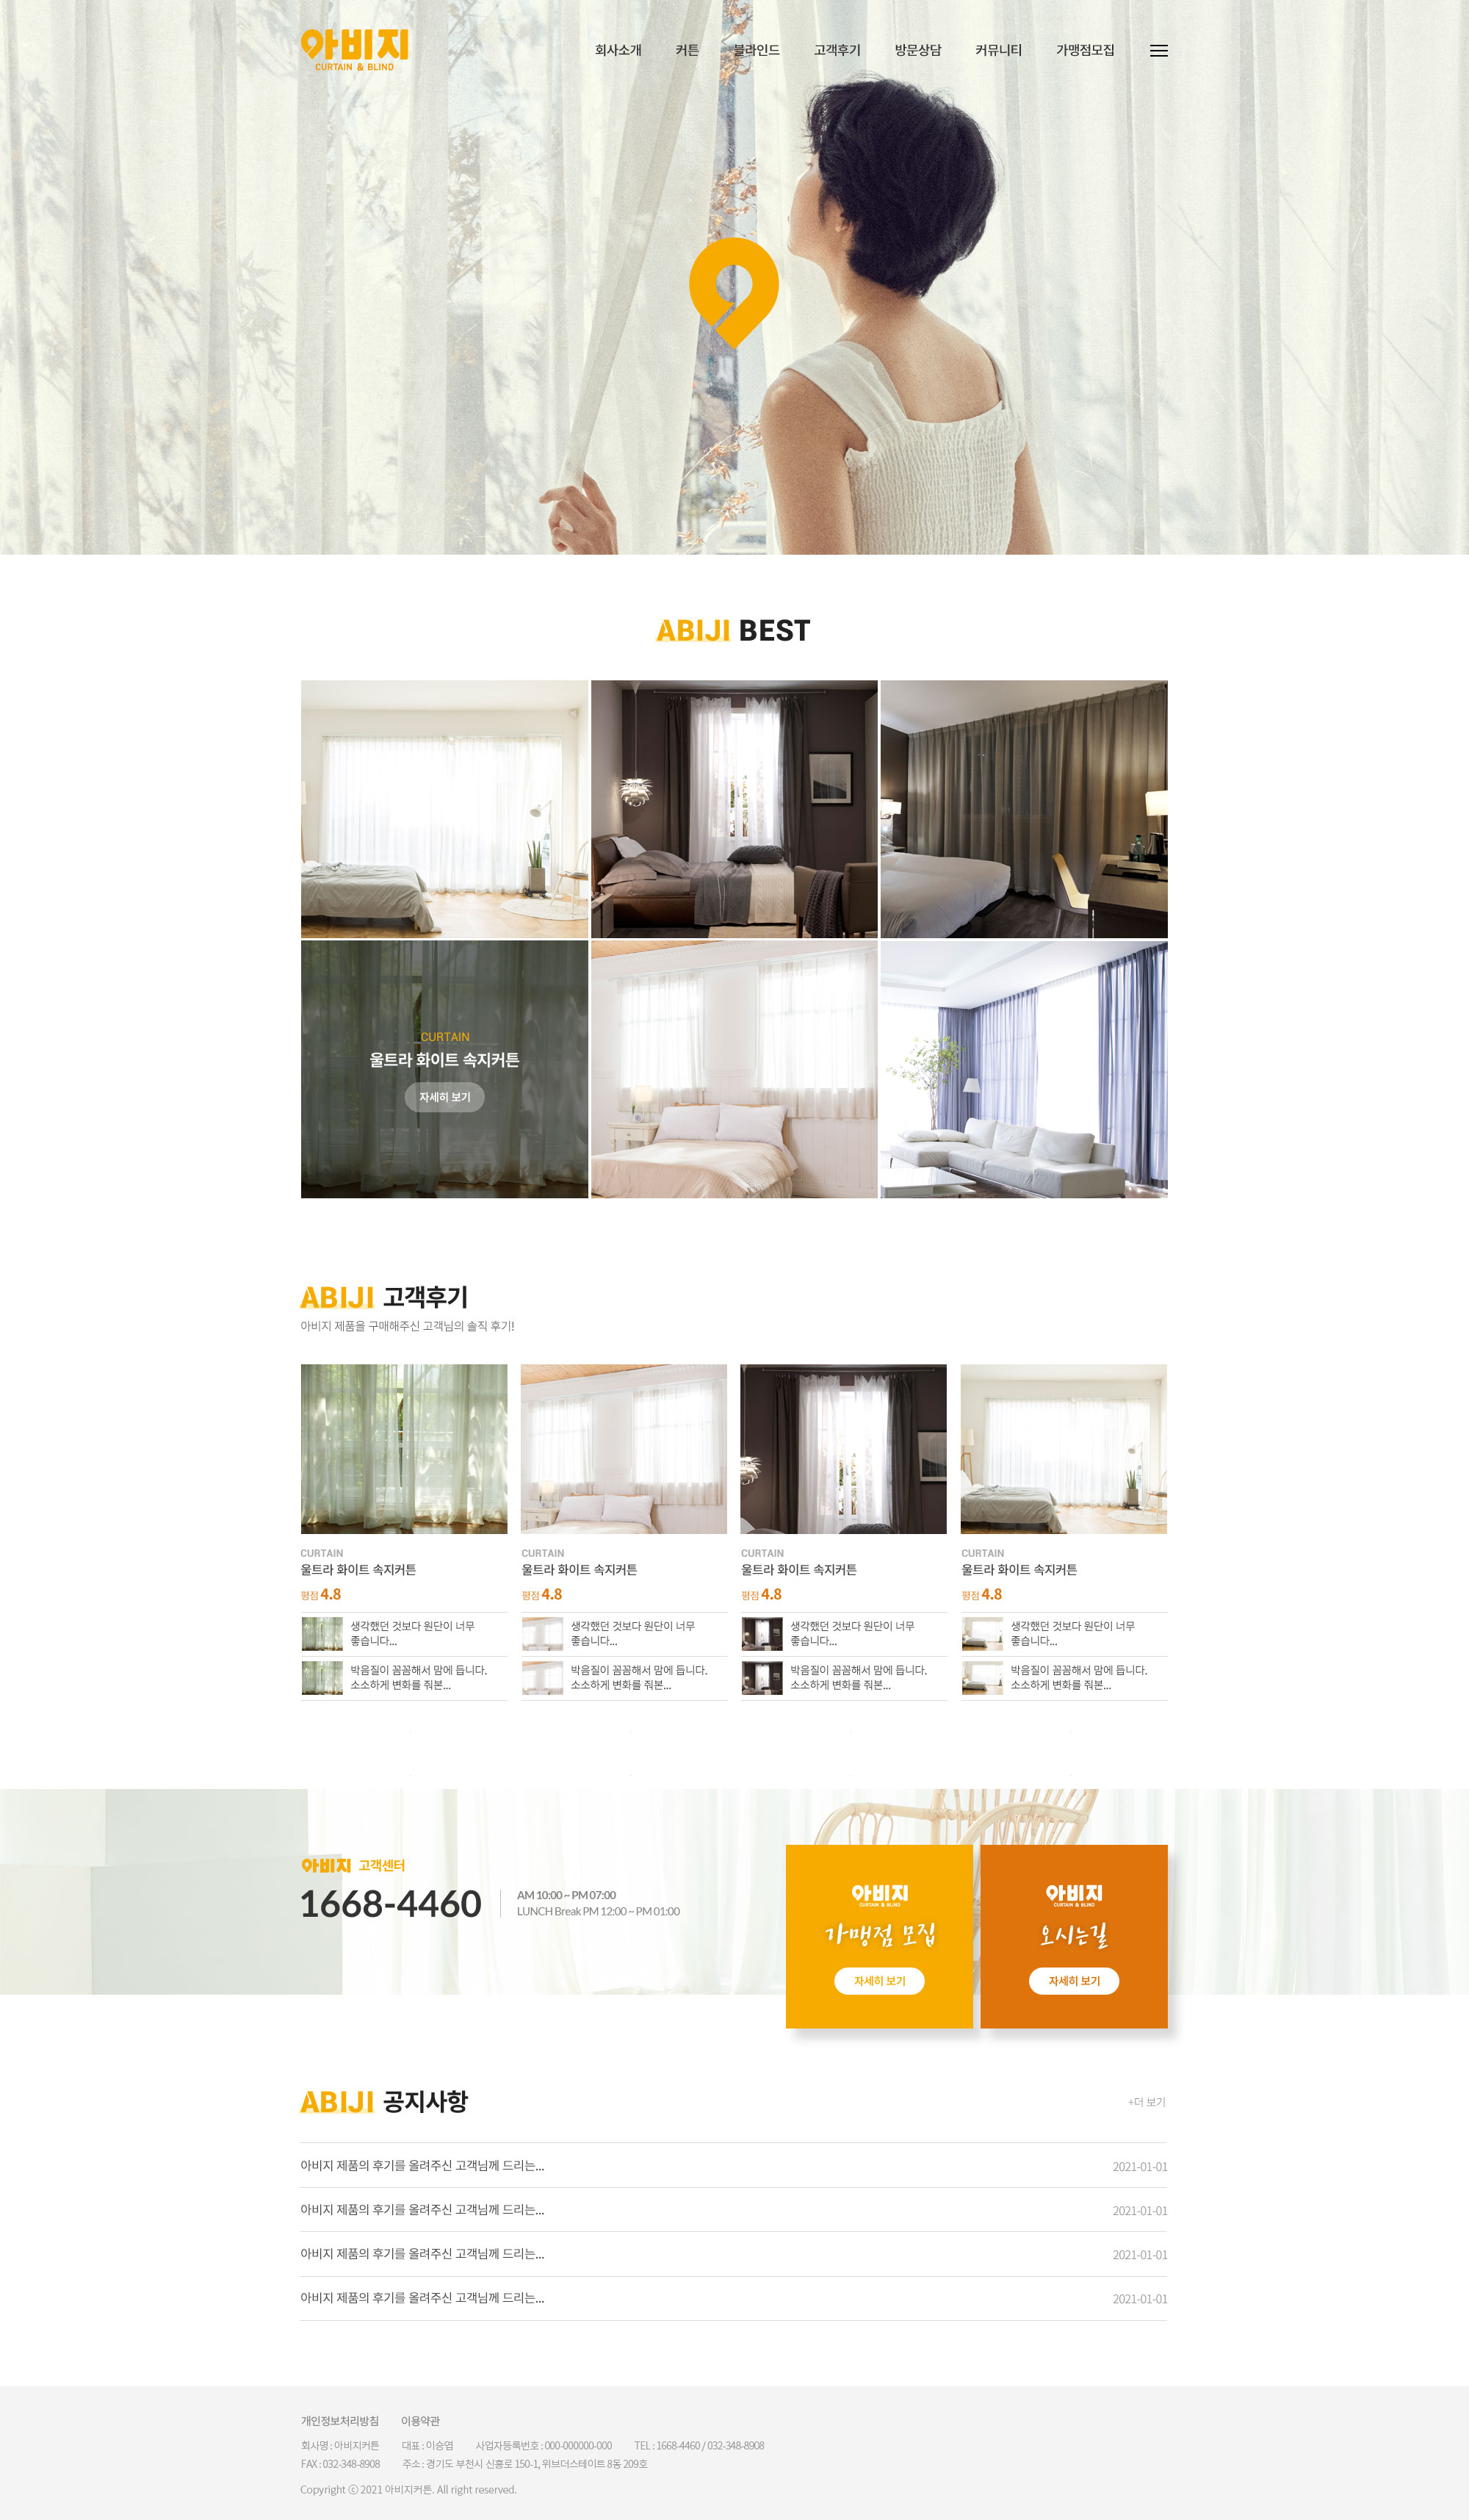 아비지
CURTAIN & BLIND
회사소개 커튼 블라인드 고객후기 방문상담 커뮤니티 가맹점모집
ABIJI BEST
CURTAIN
울트라 화이트 속지커튼
자세히 보기
ABIJI 고객후기
아비지 제품을 구매해주신 고객님의 솔직 후기!
CURTAIN
울트라 화이트 속지커튼
평점 4.8
생각했던 것보다 원단이 너무
좋습니다...
박음질이 꼼꼼해서 맘에 듭니다.
소소하게 변화를 줘본...
CURTAIN
울트라 화이트 속지커튼
평점 4.8
생각했던 것보다 원단이 너무
좋습니다...
박음질이 꼼꼼해서 맘에 듭니다.
소소하게 변화를 줘본...
CURTAIN
울트라 화이트 속지커튼
평점 4.8
생각했던 것보다 원단이 너무
좋습니다...
박음질이 꼼꼼해서 맘에 듭니다.
소소하게 변화를 줘본...
CURTAIN
울트라 화이트 속지커튼
평점 4.8
생각했던 것보다 원단이 너무
좋습니다...
박음질이 꼼꼼해서 맘에 듭니다.
소소하게 변화를 줘본...
아비지 고객센터
1668-4460
AM 10:00 ~ PM 07:00
LUNCH Break PM 12:00 ~ PM 01:00
아비지
CURTAIN & BLIND
가맹점 모집
자세히 보기
아비지
CURTAIN & BLIND
오시는길
자세히 보기
ABIJI 공지사항
+더 보기
아비지 제품의 후기를 올려주신 고객님께 드리는... 2021-01-01
아비지 제품의 후기를 올려주신 고객님께 드리는... 2021-01-01
아비지 제품의 후기를 올려주신 고객님께 드리는... 2021-01-01
아비지 제품의 후기를 올려주신 고객님께 드리는... 2021-01-01
개인정보처리방침 이용약관
회사명 : 아비지커튼 대표 : 이승엽 사업자등록번호 : 000-000000-000 TEL : 1668-4460 / 032-348-8908
FAX : 032-348-8908 주소 : 경기도 부천시 신흥로 150-1, 위브더스테이트 8동 209호
Copyright ⓒ 2021 아비지커튼. All right reserved.